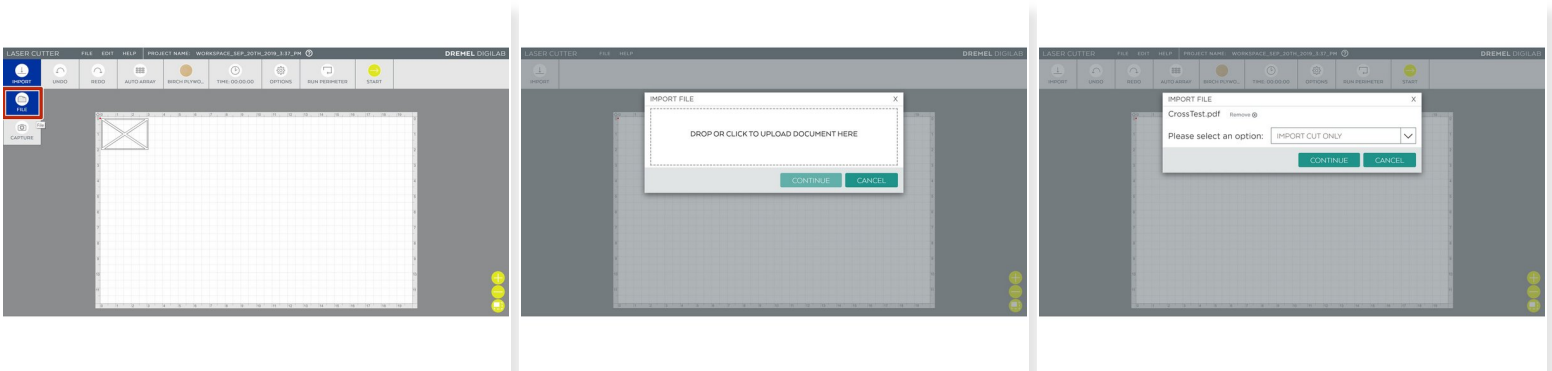 LASER CUTTER FILE EDIT HELP PROJECT NAME: WORKSPACE_SEP_20TH_2019_3:37_PM ? DREMEL DIGILAB
IMPORT UNDO REDO AUTO ARRAY BIRCH PLYWO... TIME: 00:00:00 OPTIONS RUN PERIMETER START
FILE
CAPTURE
LASER CUTTER FILE HELP DREMEL DIGILAB
IMPORT
IMPORT FILE X
DROP OR CLICK TO UPLOAD DOCUMENT HERE
CONTINUE CANCEL
LASER CUTTER FILE EDIT HELP PROJECT NAME: WORKSPACE_SEP_20TH_2019_3:37_PM ? DREMEL DIGILAB
IMPORT UNDO REDO AUTO ARRAY BIRCH PLYWO... TIME: 00:00:00 OPTIONS RUN PERIMETER START
IMPORT FILE X
CrossTest.pdf Remove
Please select an option: IMPORT CUT ONLY
CONTINUE CANCEL